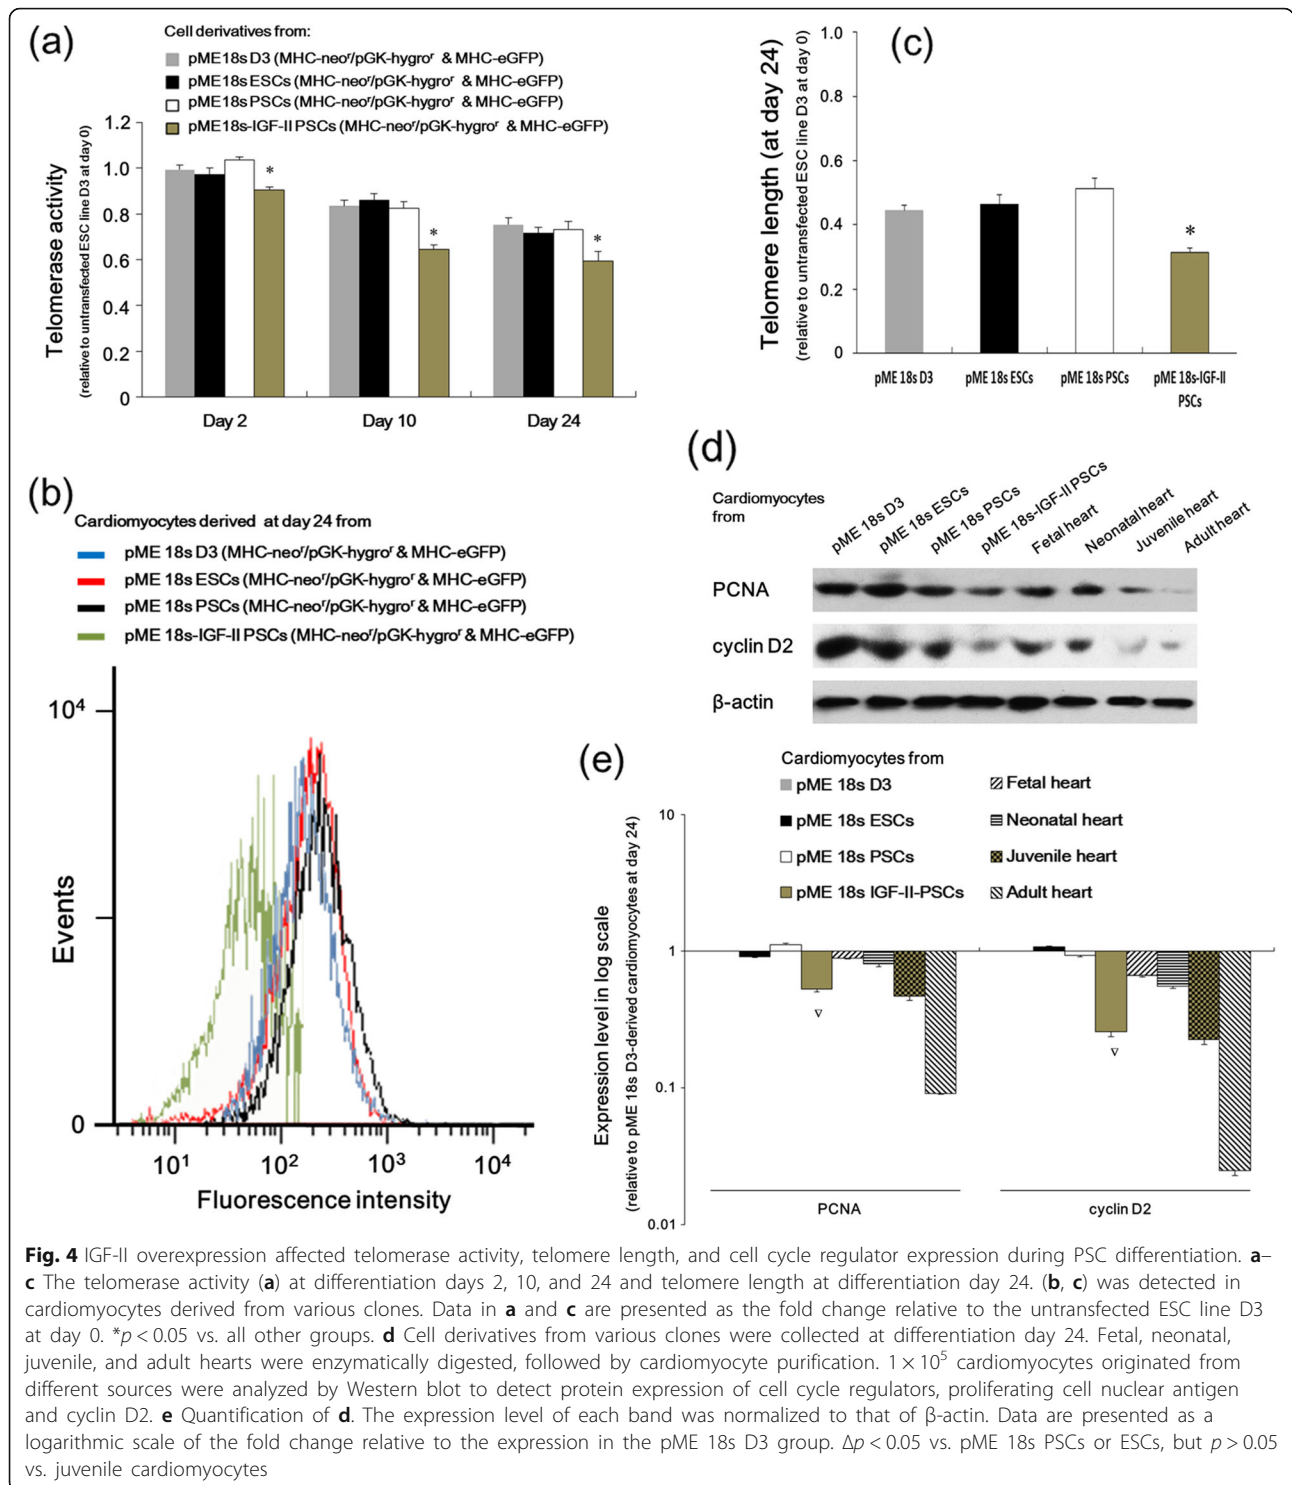 (a)
Cell derivatives from:
pME18s D3 (MHC-neoʳ/pGK-hygroʳ & MHC-eGFP)
pME18s ESCs (MHC-neoʳ/pGK-hygroʳ & MHC-eGFP)
pME18s PSCs (MHC-neoʳ/pGK-hygroʳ & MHC-eGFP)
pME18s-IGF-II PSCs (MHC-neoʳ/pGK-hygroʳ & MHC-eGFP)
Telomerase activity
(relative to untransfected ESC line D3 at day 0)
1.2
1.0
0.8
0.6
0.4
0.2
0
*
*
*
Day 2
Day 10
Day 24
(c)
Telomere length (at day 24)
(relative to untransfected ESC line D3 at day 0)
1.0
0.8
0.6
0.4
0.2
0
*
pME 18s D3
pME 18s ESCs
pME 18s PSCs
pME 18s-IGF-II
PSCs
(b)
Cardiomyocytes derived at day 24 from
pME 18s D3 (MHC-neoʳ/pGK-hygroʳ & MHC-eGFP)
pME 18s ESCs (MHC-neoʳ/pGK-hygroʳ & MHC-eGFP)
pME 18s PSCs (MHC-neoʳ/pGK-hygroʳ & MHC-eGFP)
pME 18s-IGF-II PSCs (MHC-neoʳ/pGK-hygroʳ & MHC-eGFP)
Events
10⁴
0
10¹
10²
10³
10⁴
Fluorescence intensity
(d)
Cardiomyocytes
from
pME 18s D3
pME 18s ESCs
pME 18s PSCs
pME 18s-IGF-II PSCs
Fetal heart
Neonatal heart
Juvenile heart
Adult heart
PCNA
cyclin D2
β-actin
(e)
Cardiomyocytes from
pME 18s D3
pME 18s ESCs
pME 18s PSCs
pME 18s IGF-II-PSCs
Fetal heart
Neonatal heart
Juvenile heart
Adult heart
Expression level in log scale
(relative to pME 18s D3-derived cardiomyocytes at day 24)
10
1
0.1
0.01
∇
∇
PCNA
cyclin D2
Fig. 4 IGF-II overexpression affected telomerase activity, telomere length, and cell cycle regulator expression during PSC differentiation. a–
c The telomerase activity (a) at differentiation days 2, 10, and 24 and telomere length at differentiation day 24. (b, c) was detected in
cardiomyocytes derived from various clones. Data in a and c are presented as the fold change relative to the untransfected ESC line D3
at day 0. *p < 0.05 vs. all other groups. d Cell derivatives from various clones were collected at differentiation day 24. Fetal, neonatal,
juvenile, and adult hearts were enzymatically digested, followed by cardiomyocyte purification. 1 × 10⁵ cardiomyocytes originated from
different sources were analyzed by Western blot to detect protein expression of cell cycle regulators, proliferating cell nuclear antigen
and cyclin D2. e Quantification of d. The expression level of each band was normalized to that of β-actin. Data are presented as a
logarithmic scale of the fold change relative to the expression in the pME 18s D3 group. Δp < 0.05 vs. pME 18s PSCs or ESCs, but p > 0.05
vs. juvenile cardiomyocytes